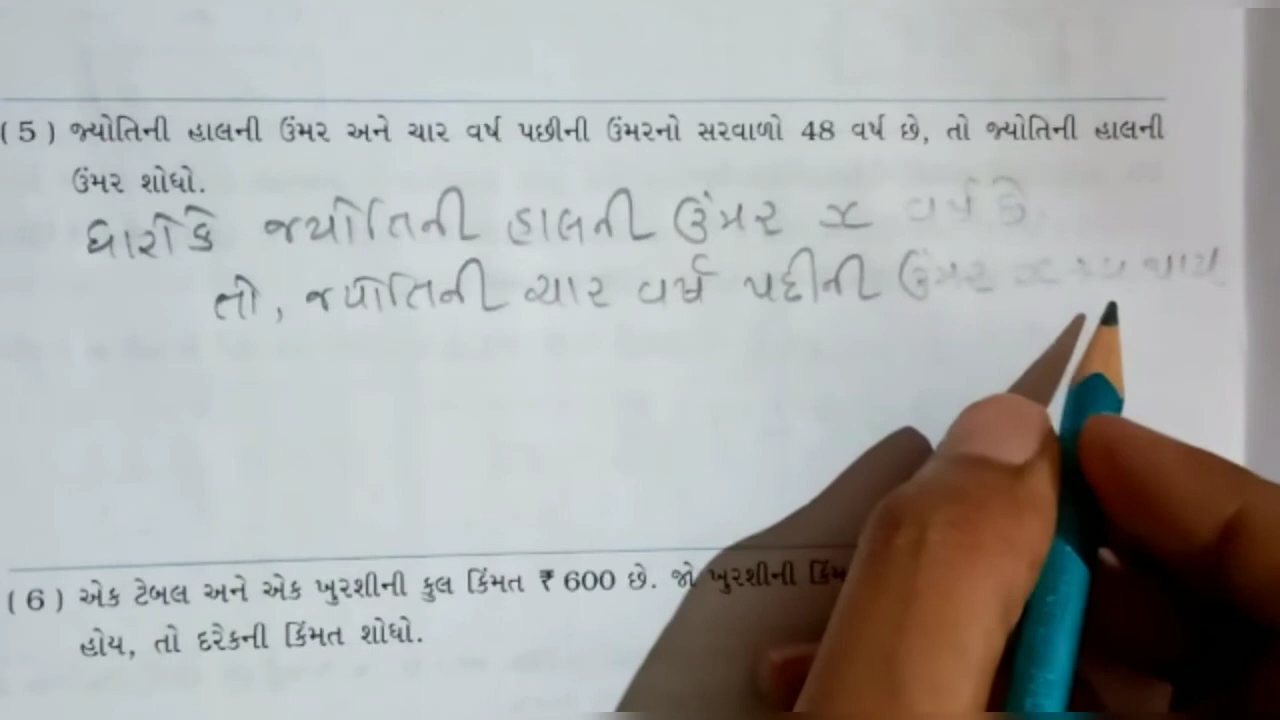 ( 5 ) જ્યોતિની હાલની ઉંમર અને ચાર વર્ષ પછીની ઉંમરનો સરવાળો 48 વર્ષ છે, તો જ્યોતિની હાલની
ઉંમર શોધો.
ધારોકે જ્યોતિની હાલની ઉંમર x વર્ષ છે
તો, જ્યોતિની ચાર વર્ષ પછીની ઉંમર x + ૪ થાય
( 6 ) એક ટેબલ અને એક ખુરશીની કુલ કિંમત ₹ 600 છે. જો ખુરશીની
હોય, તો દરેકની કિંમત શોધો.